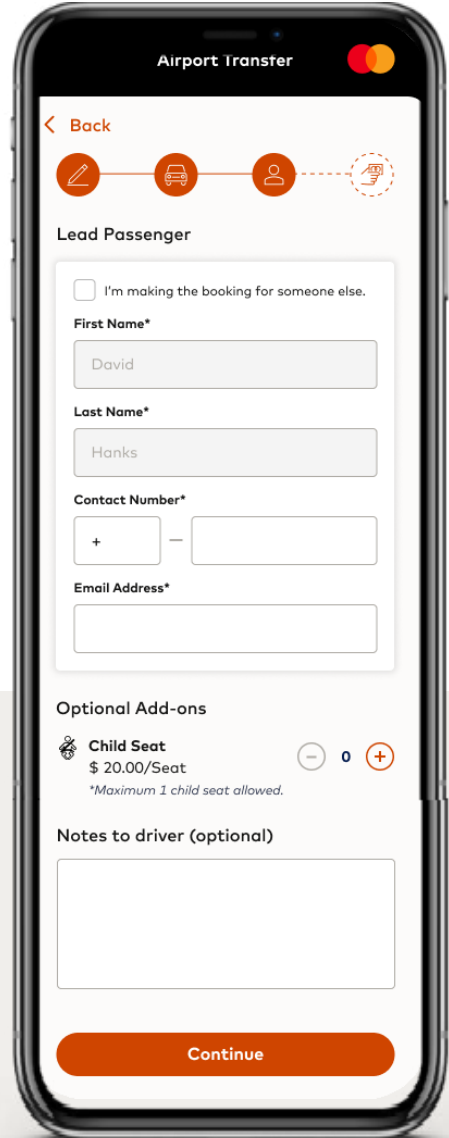 Airport Transfer
Back
Lead Passenger
I'm making the booking for someone else.
First Name*
David
Last Name*
Hanks
Contact Number*
+ —
Email Address*
Optional Add-ons
Child Seat
$ 20.00/Seat
*Maximum 1 child seat allowed.
− 0 +
Notes to driver (optional)
Continue